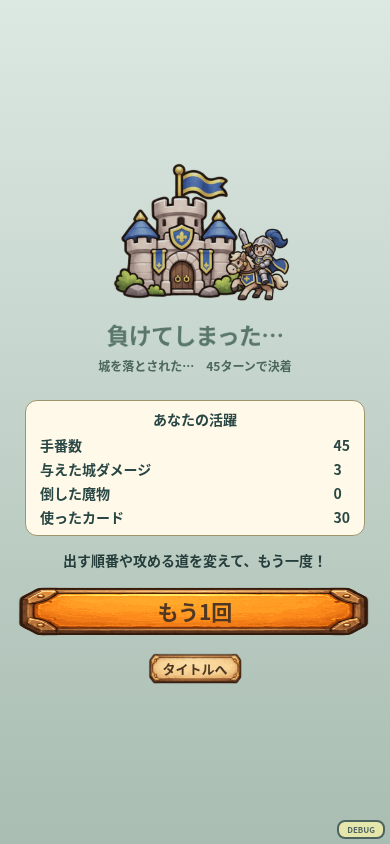 負けてしまった…
城を落とされた… 45ターンで決着
あなたの活躍
手番数 45
与えた城ダメージ 3
倒した魔物 0
使ったカード 30
出す順番や攻める道を変えて、もう一度！
もう1回
タイトルへ
DEBUG